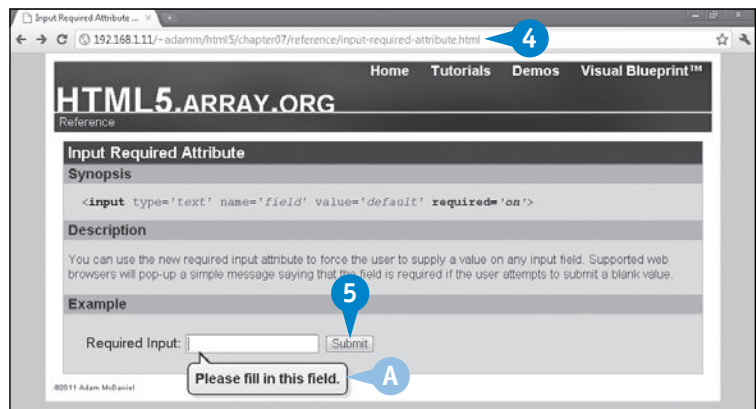 Input Required Attribute ...
192.168.1.11/~adamm/html5/chapter07/reference/input-required-attribute.html
4
Home Tutorials Demos Visual Blueprint™
HTML5.ARRAY.ORG
Reference
Input Required Attribute
Synopsis
<input type='text' name='field' value='default' required='on'>
Description
You can use the new required input attribute to force the user to supply a value on any input field. Supported web
browsers will pop-up a simple message saying that the field is required if the user attempts to submit a blank value.
5
Example
Required Input: Submit
Please fill in this field.
A
©2011 Adam McDaniel